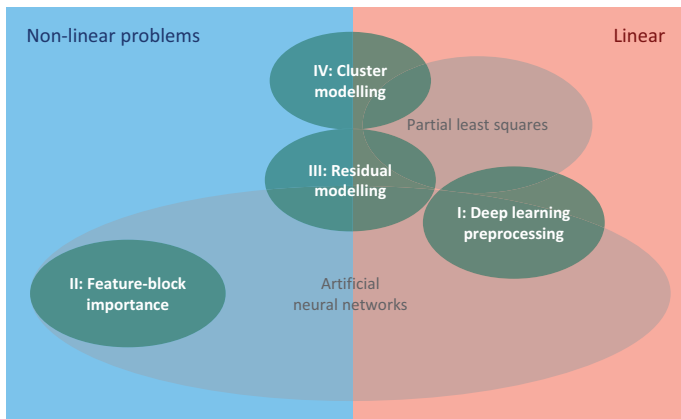 Non-linear problems
Linear
IV: Cluster
modelling
Partial least squares
III: Residual
modelling
I: Deep learning
preprocessing
II: Feature-block
importance
Artificial
neural networks